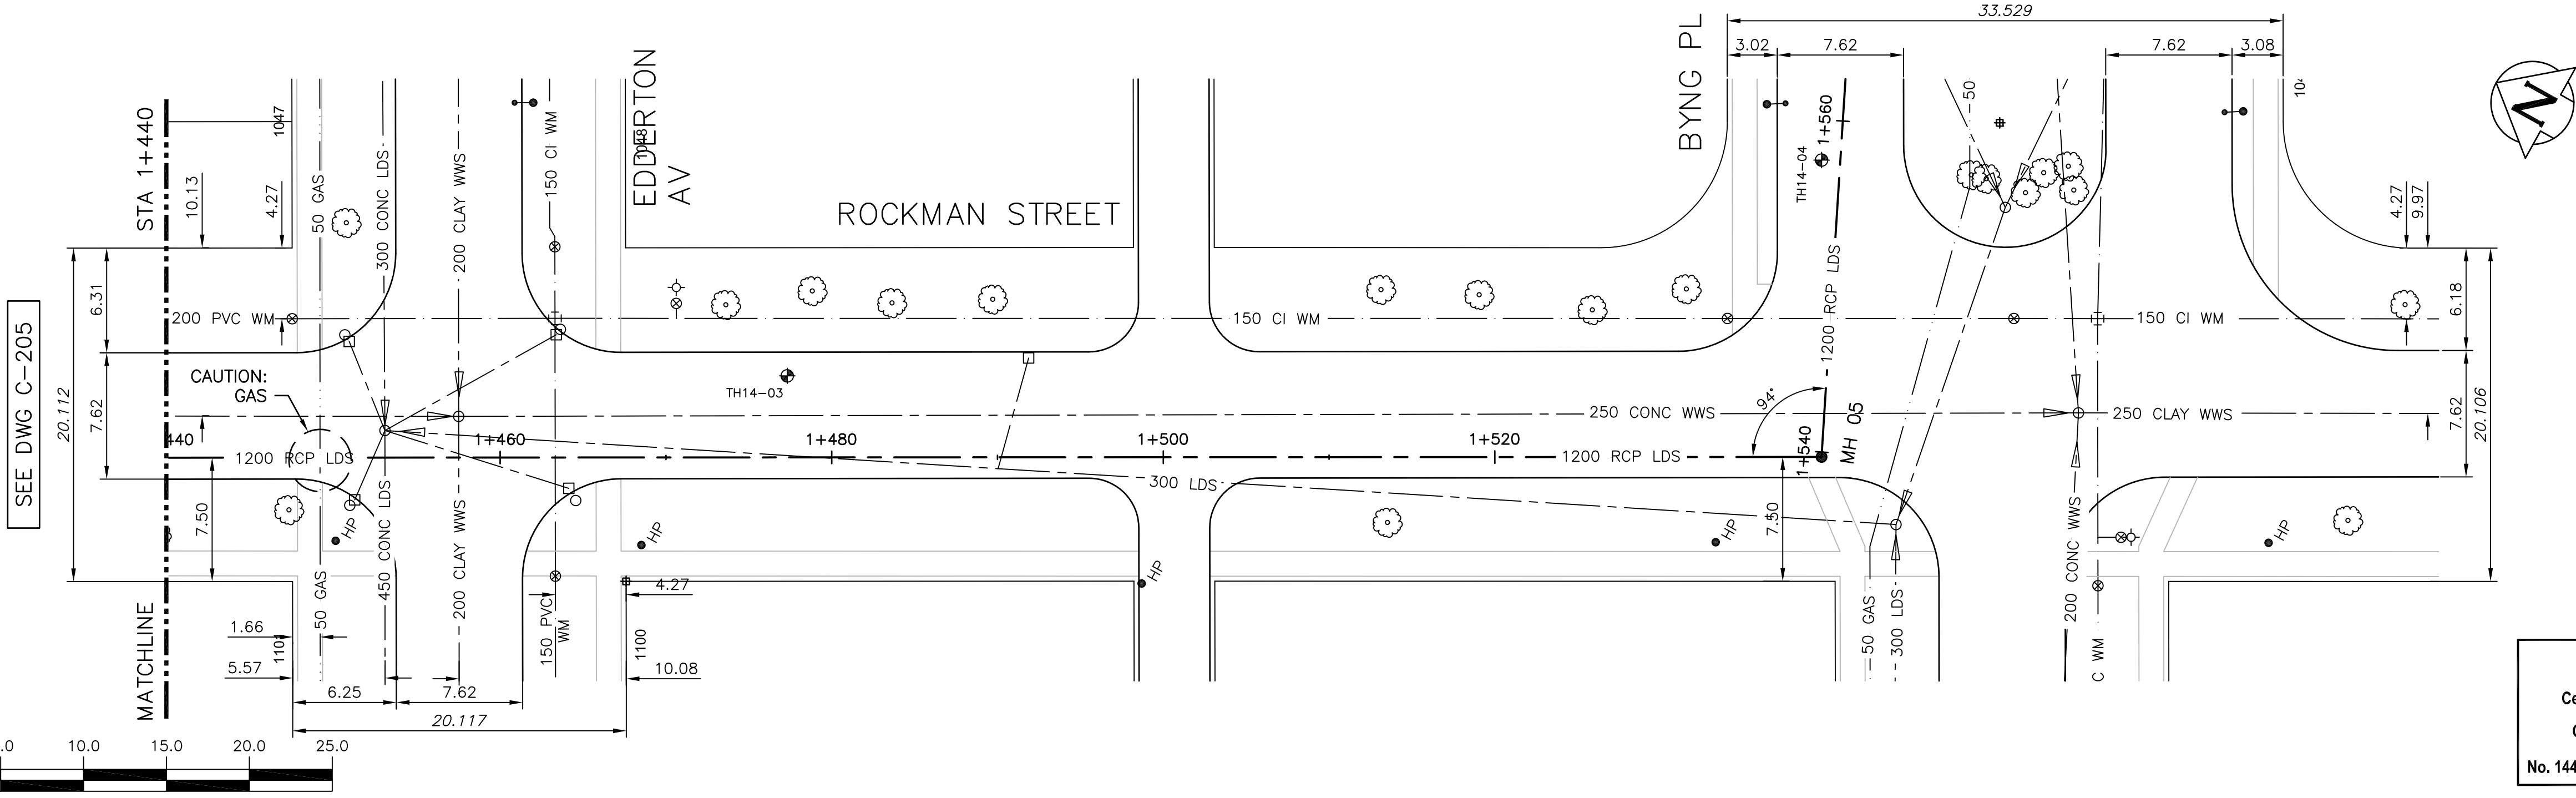 33.529
3.02
7.62
7.62
3.08
STA 1+440
10.13
4.27
1047
50 GAS
300 CONC LDS
200 CLAY WWS
150 CI WM
EDDERTON
AV
1048
ROCKMAN STREET
BYNG PL
TH14-04
1+560
1200 RCP LDS
50
N
4.27
9.97
6.31
200 PVC WM
150 CI WM
150 CI WM
6.18
SEE DWG C-205
20.112
7.62
CAUTION:
GAS
TH14-03
94°
MH 05
250 CONC WWS
250 CLAY WWS
7.62
20.106
440
1+460
1+480
1+500
1+520
1+540
1200 RCP LDS
1200 RCP LDS
300 LDS
7.50
7.50
HP
HP
HP
HP
HP
450 CONC LDS
200 CLAY WWS
200 CONC WWS
50 GAS
150 PVC
WM
4.27
50 GAS
300 LDS
C WM
MATCHLINE
1.66
5.57
1101
1100
10.08
6.25
7.62
20.117
.0
10.0
15.0
20.0
25.0
No. 144